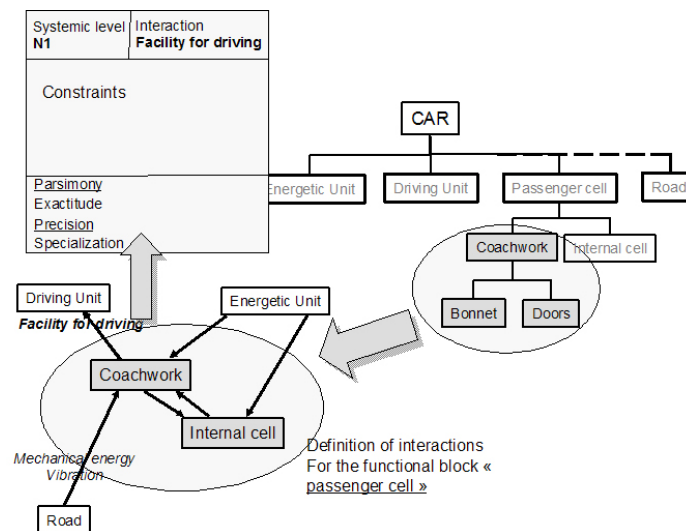 Systemic level
N1
Interaction
Facility for driving
Constraints
Parsimony
Exactitude
Precision
Specialization
CAR
Energetic Unit
Driving Unit
Passenger cell
Road
Coachwork
Internal cell
Bonnet
Doors
Driving Unit
Energetic Unit
Facility for driving
Coachwork
Internal cell
Mechanical energy
Vibration
Road
Definition of interactions
For the functional block «
passenger cell »